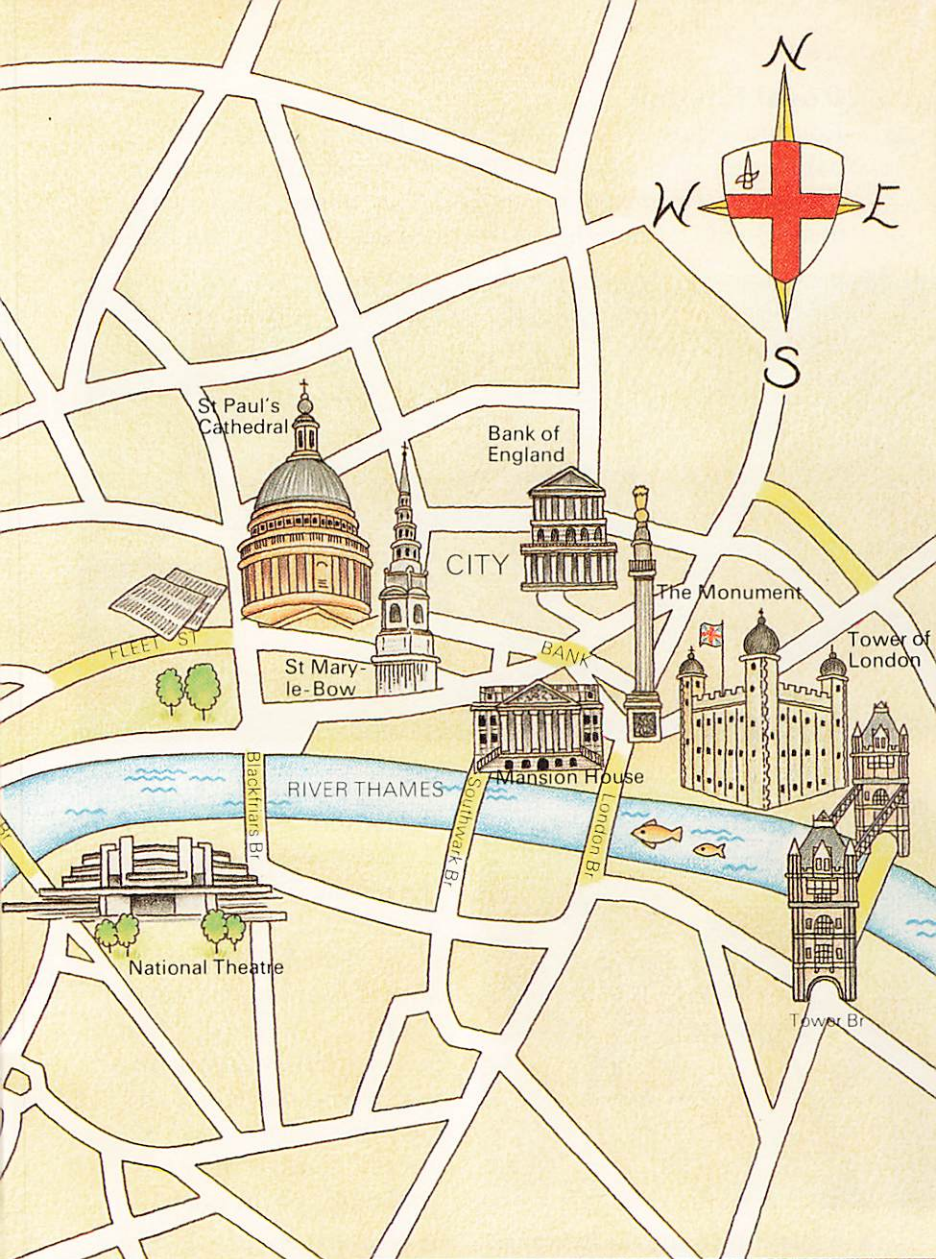 N
W
E
S
St Paul's
Cathedral
Bank of
England
CITY
The Monument
FLEET ST
BANK
Tower of
London
St Mary-
le-Bow
Mansion House
Blackfriars Br
RIVER THAMES
Southwark Br
London Br
Br
National Theatre
Tower Br